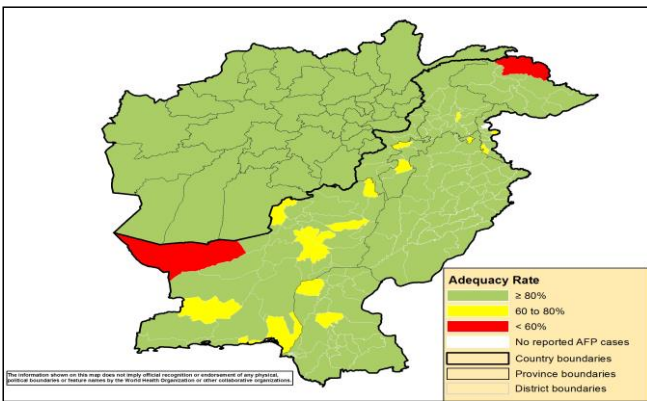 Adequacy Rate
≥ 80%
60 to 80%
< 60%
No reported AFP cases
Country boundaries
Province boundaries
District boundaries
The information shown on this map does not imply official recognition or endorsement of any physical,
political boundaries or feature names by the World Health Organization or other collaborative organizations.